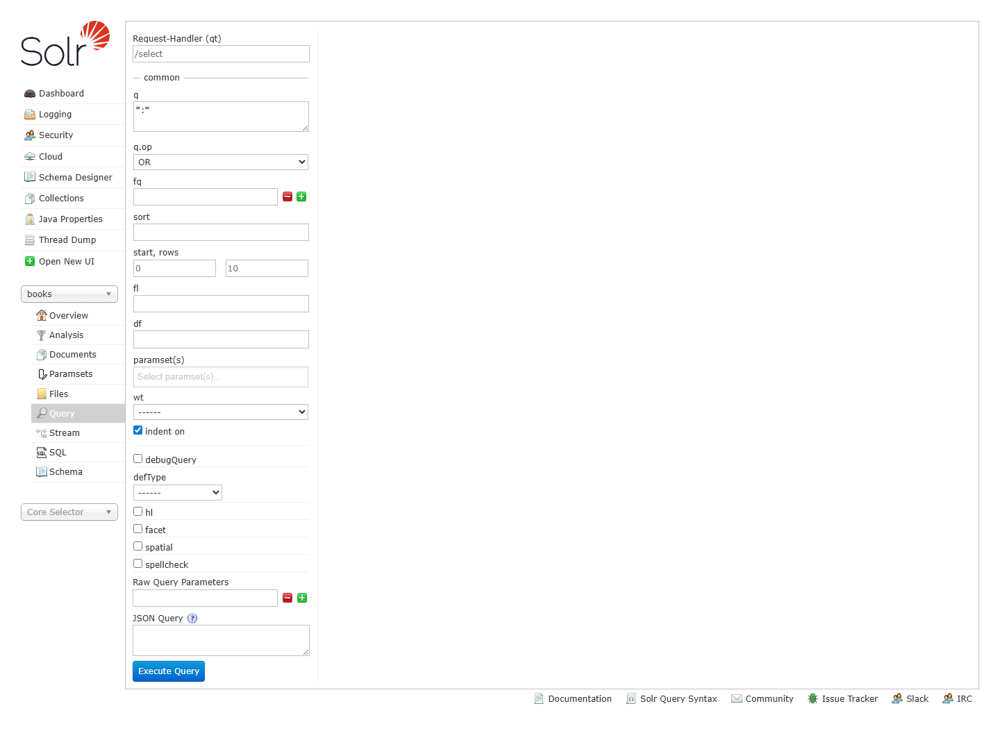 Solr
Dashboard
Logging
Security
Cloud
Schema Designer
Collections
Java Properties
Thread Dump
Open New UI
books
Overview
Analysis
Documents
Paramsets
Files
Query
Stream
SQL
Schema
Core Selector
Request-Handler (qt)
/select
common
q
*:*
q.op
OR
fq
sort
start, rows
0 10
fl
df
paramset(s)
Select paramset(s)...
wt
------
indent on
debugQuery
defType
------
hl
facet
spatial
spellcheck
Raw Query Parameters
JSON Query ?
Execute Query
Documentation Solr Query Syntax Community Issue Tracker Slack IRC